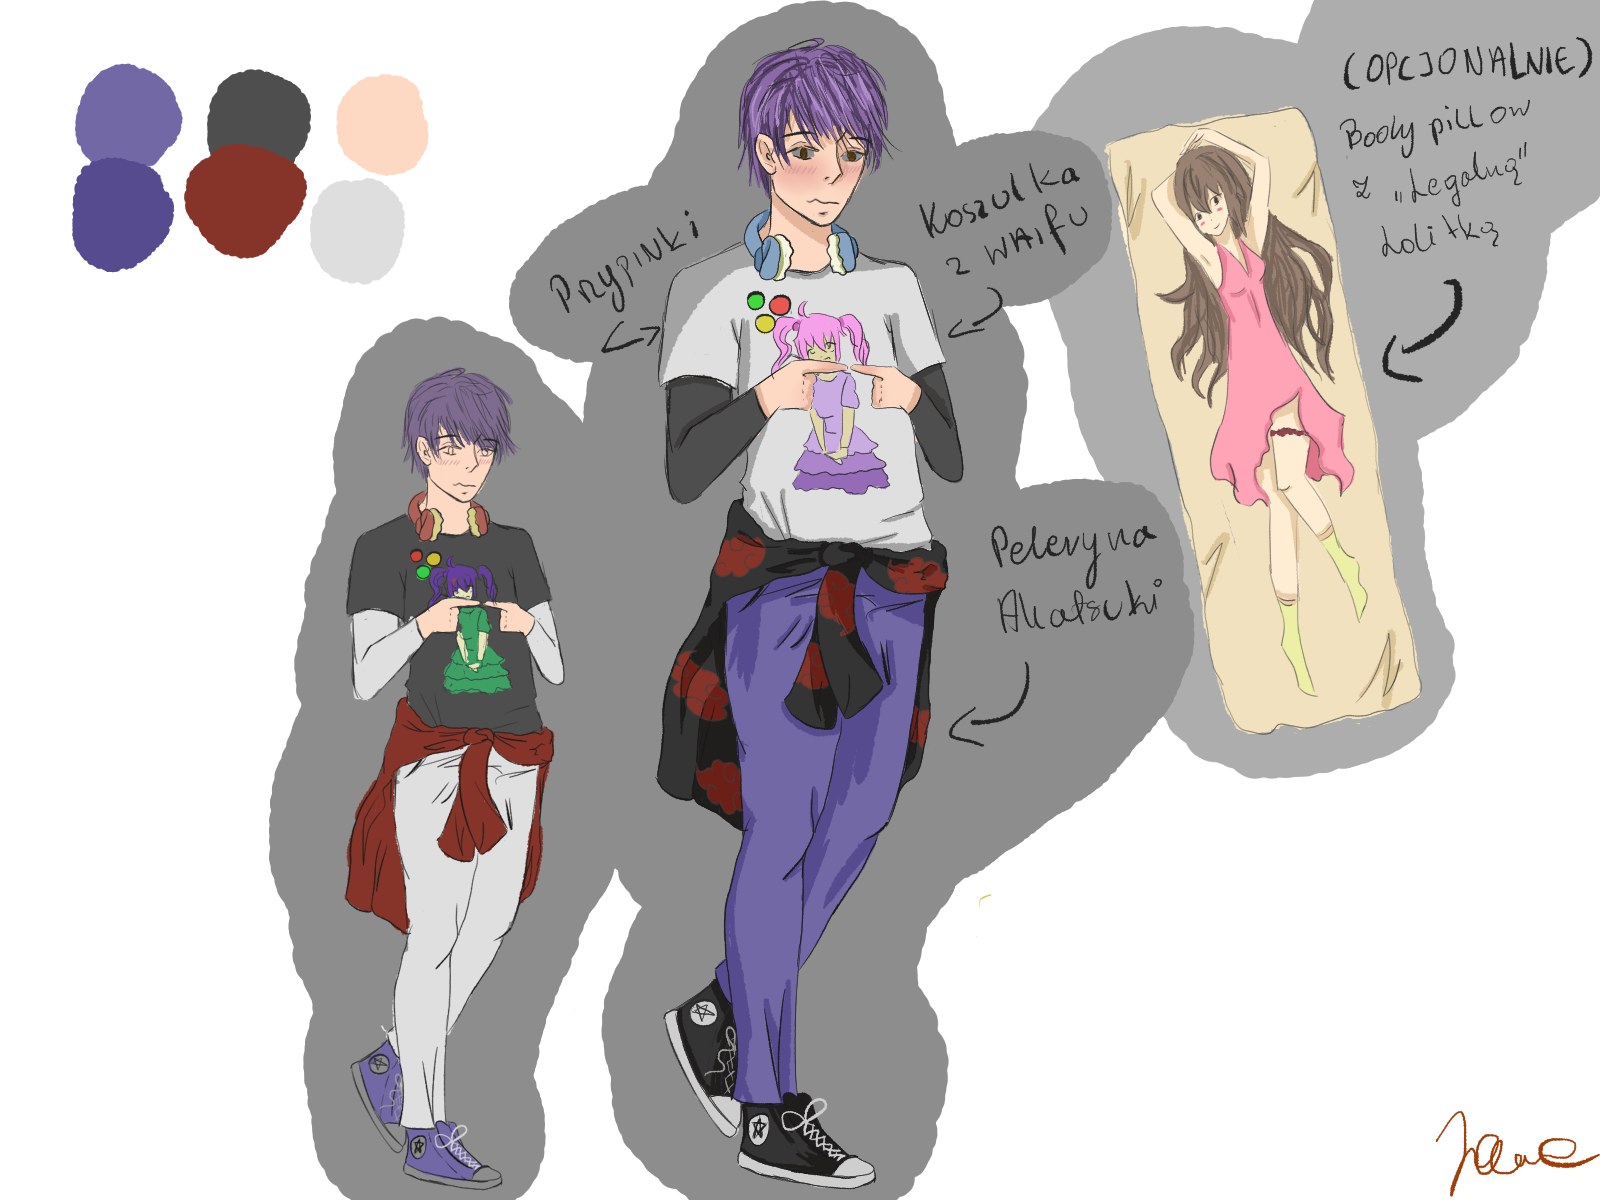 Przypinki
Koszulka
z waifu
(OPCJONALNIE)
Body pillow
z „Legalną"
Lolitką
Peleryna
Akatsuki